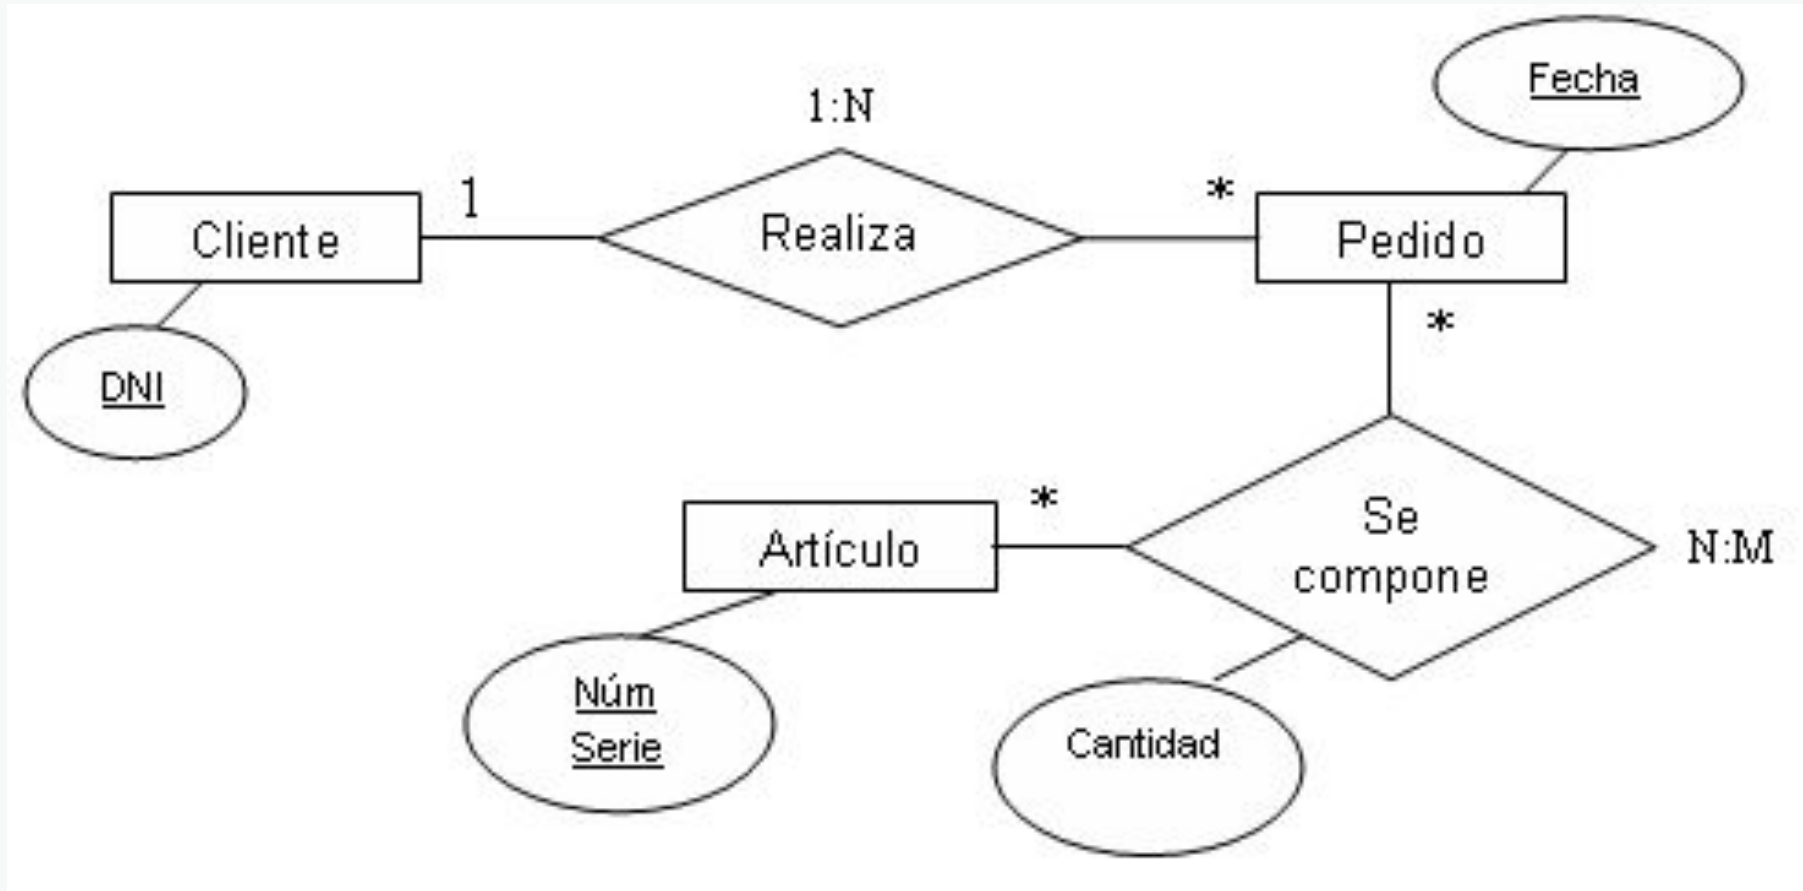 Fecha
1:N
1
*
Cliente
Realiza
Pedido
*
DNI
*
Se
compone
Artículo
N:M
Núm
Serie
Cantidad